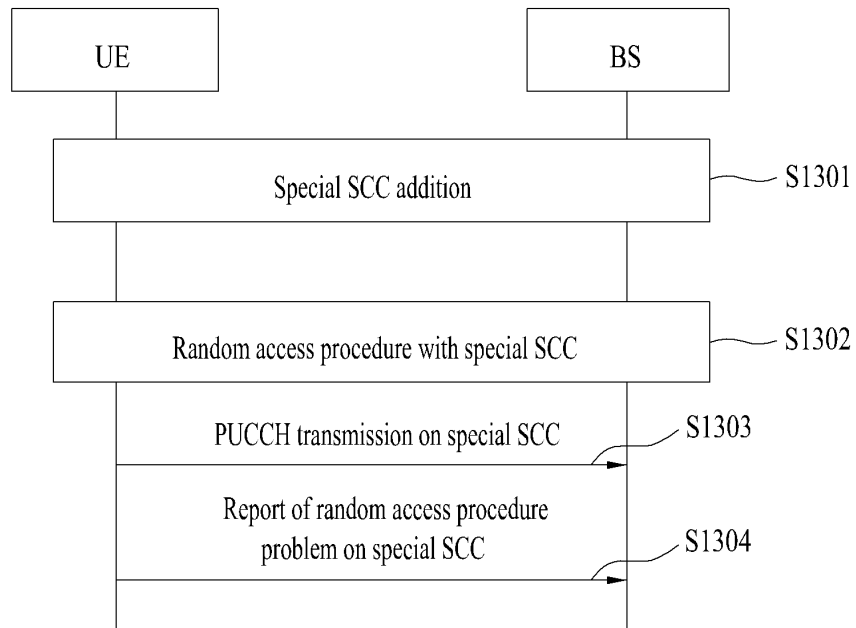 UE
BS
Special SCC addition
S1301
Random access procedure with special SCC
S1302
PUCCH transmission on special SCC
S1303
Report of random access procedure
problem on special SCC
S1304